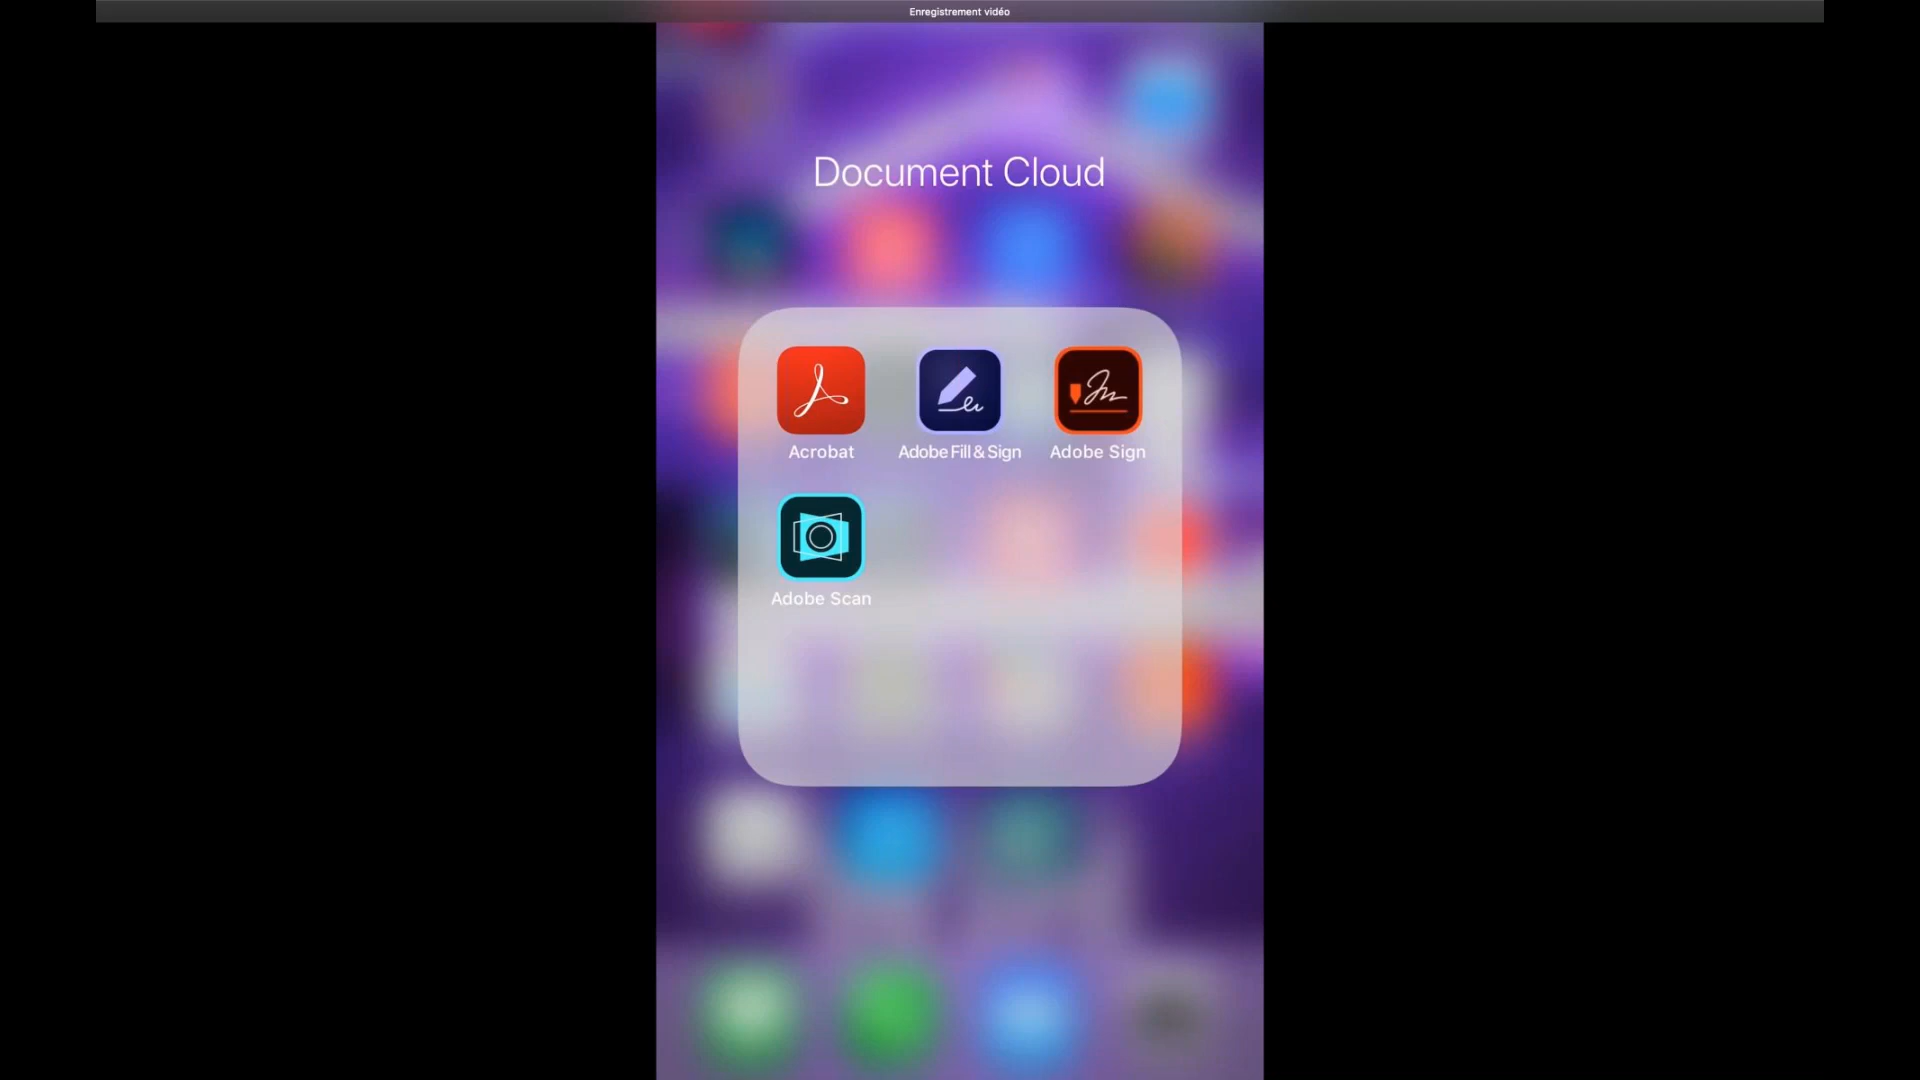 Enregistrement vidéo
Document Cloud
Acrobat
Adobe Fill & Sign
Adobe Sign
Adobe Scan